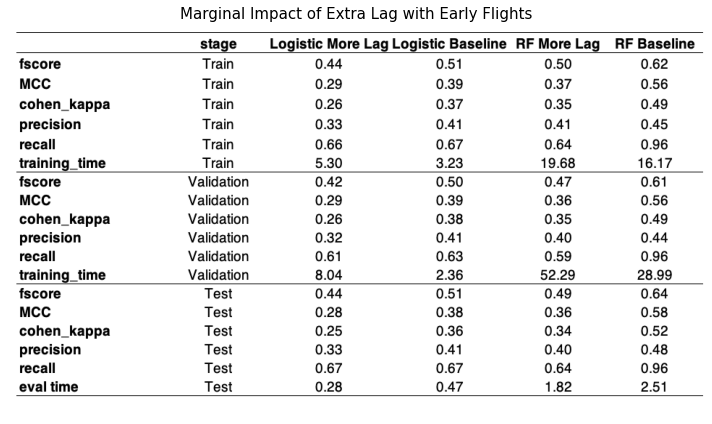 Marginal Impact of Extra Lag with Early Flights
stage Logistic More Lag Logistic Baseline RF More Lag RF Baseline
fscore Train 0.44 0.51 0.50 0.62
MCC Train 0.29 0.39 0.37 0.56
cohen_kappa Train 0.26 0.37 0.35 0.49
precision Train 0.33 0.41 0.41 0.45
recall Train 0.66 0.67 0.64 0.96
training_time Train 5.30 3.23 19.68 16.17
fscore Validation 0.42 0.50 0.47 0.61
MCC Validation 0.29 0.39 0.36 0.56
cohen_kappa Validation 0.26 0.38 0.35 0.49
precision Validation 0.32 0.41 0.40 0.44
recall Validation 0.61 0.63 0.59 0.96
training_time Validation 8.04 2.36 52.29 28.99
fscore Test 0.44 0.51 0.49 0.64
MCC Test 0.28 0.38 0.36 0.58
cohen_kappa Test 0.25 0.36 0.34 0.52
precision Test 0.33 0.41 0.40 0.48
recall Test 0.67 0.67 0.64 0.96
eval time Test 0.28 0.47 1.82 2.51